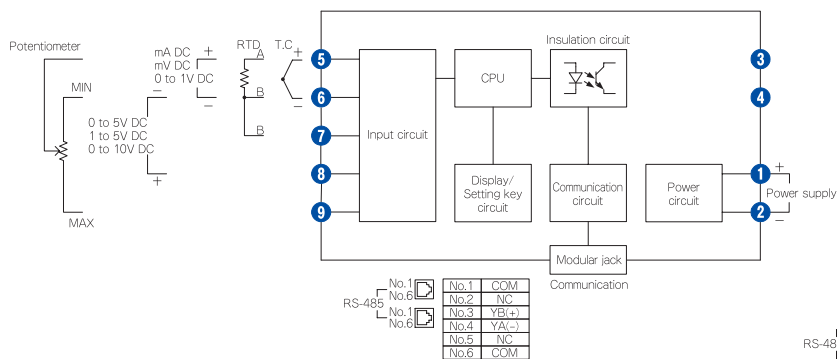 Potentiometer
MIN
MAX
0 to 5V DC
1 to 5V DC
0 to 10V DC
−
+
mA DC
mV DC
0 to 1V DC
+
−
RTD
A
B
B
T.C
+
−
5
6
7
8
9
Input circuit
CPU
Insulation circuit
Display/
Setting key
circuit
Communication
circuit
Power
circuit
3
4
1
2
+
Power supply
−
Modular jack
Communication
RS-485
No.1
No.6
No.1
No.6
No.1 COM
No.2 NC
No.3 YB(+)
No.4 YA(−)
No.5 NC
No.6 COM
RS-48